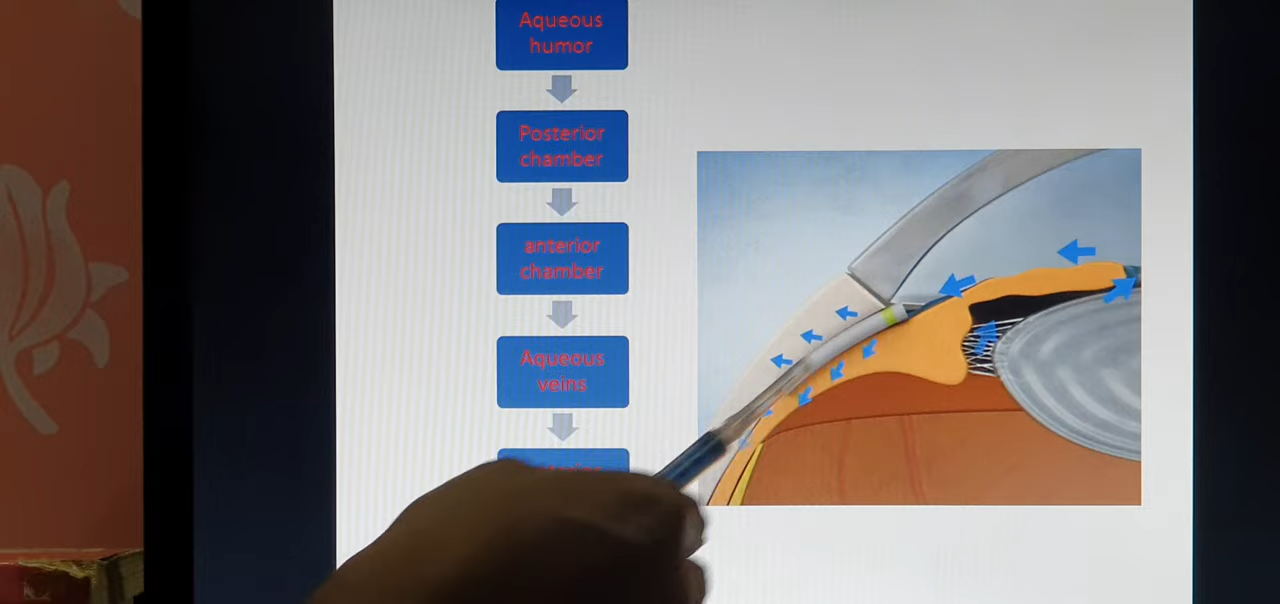 Aqueous
humor
Posterior
chamber
anterior
chamber
Aqueous
veins